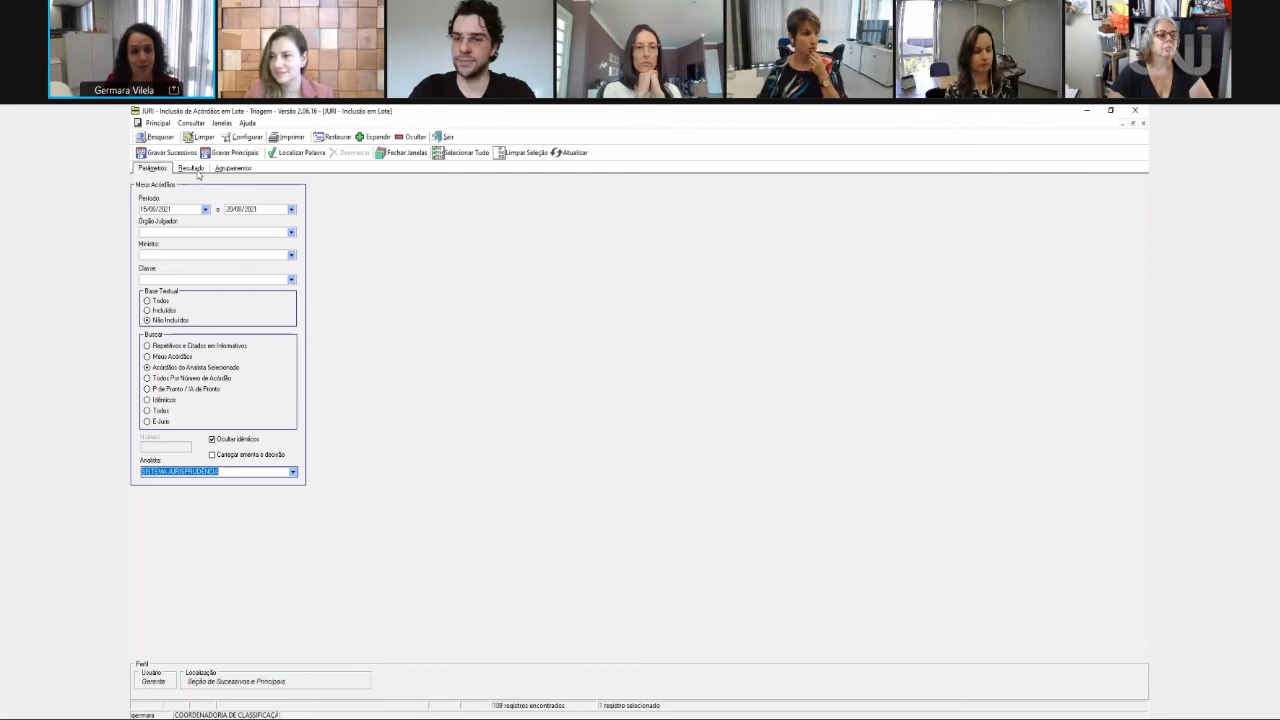 Germara Vilela
JURI - Inclusão de Acórdãos em Lote - Triagem - Versão 2.06.16 - [JURI - Inclusão em Lote]
Principal Consultar Janelas Ajuda
Pesquisar Limpar Configurar Imprimir Restaurar Expandir Ocultar Sair
Gravar Sucessivos Gravar Principais Localizar Palavra Desmarcar Fechar Janelas Selecionar Tudo Limpar Seleção Atualizar
Parâmetros Resultado Agrupamentos
Meus Acórdãos
Período:
15/08/2021 a 20/08/2021
Órgão Julgador:
Ministro:
Classe:
Base Textual
Todos
Incluídos
Não Incluídos
Buscar
Repetitivos e Citados em Informativos
Meus Acórdãos
Acórdãos do Analista Selecionado
Todos Por Número de Acórdão
P de Pronto / IA de Pronto
Idênticos
Todos
E-Juris
Número Ocultar idênticos
Carregar ementa e decisão
Analista:
SISTEMA JURISPRUDÊNCIA
Perfil
Usuário Localização
Gerente Seção de Sucessivos e Principais
109 registros encontrados 1 registro selecionado
germara COORDENADORIA DE CLASSIFICAÇÃ